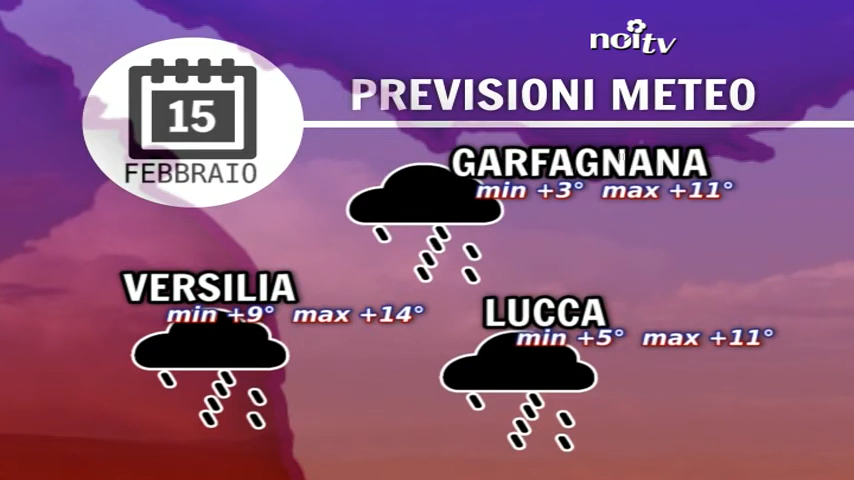 noitv
PREVISIONI METEO
15
FEBBRAIO
GARFAGNANA
min +3° max +11°
VERSILIA
min +9° max +14°
LUCCA
min +5° max +11°